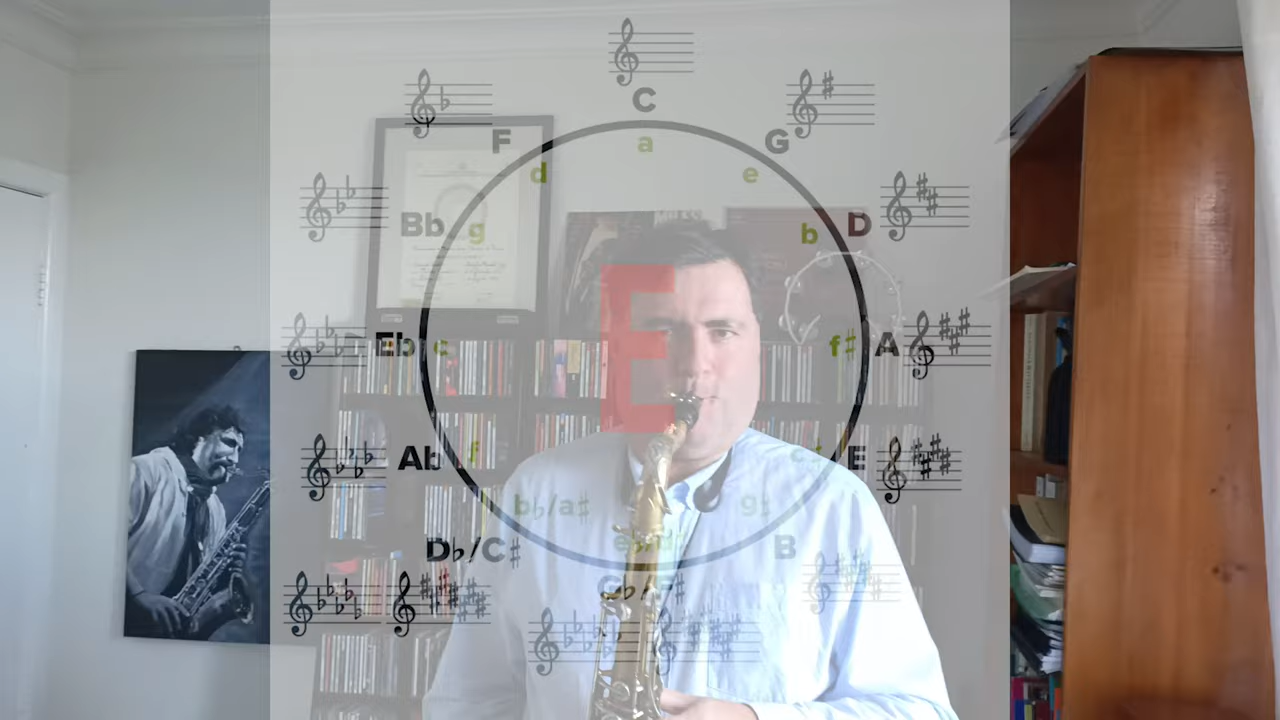 C
F a G
d e
Bb g b D
E
Eb c f♯ A
Ab f E
bb/a♯ g♯
Db/C♯ B